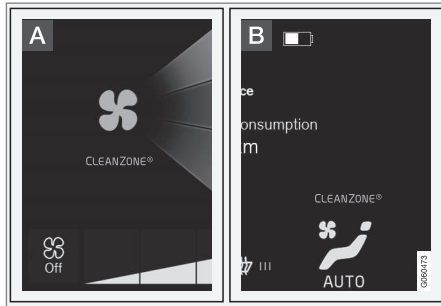 A
CLEANZONE®
Off
B
ce
onsumption
m
CLEANZONE®
AUTO
G060473